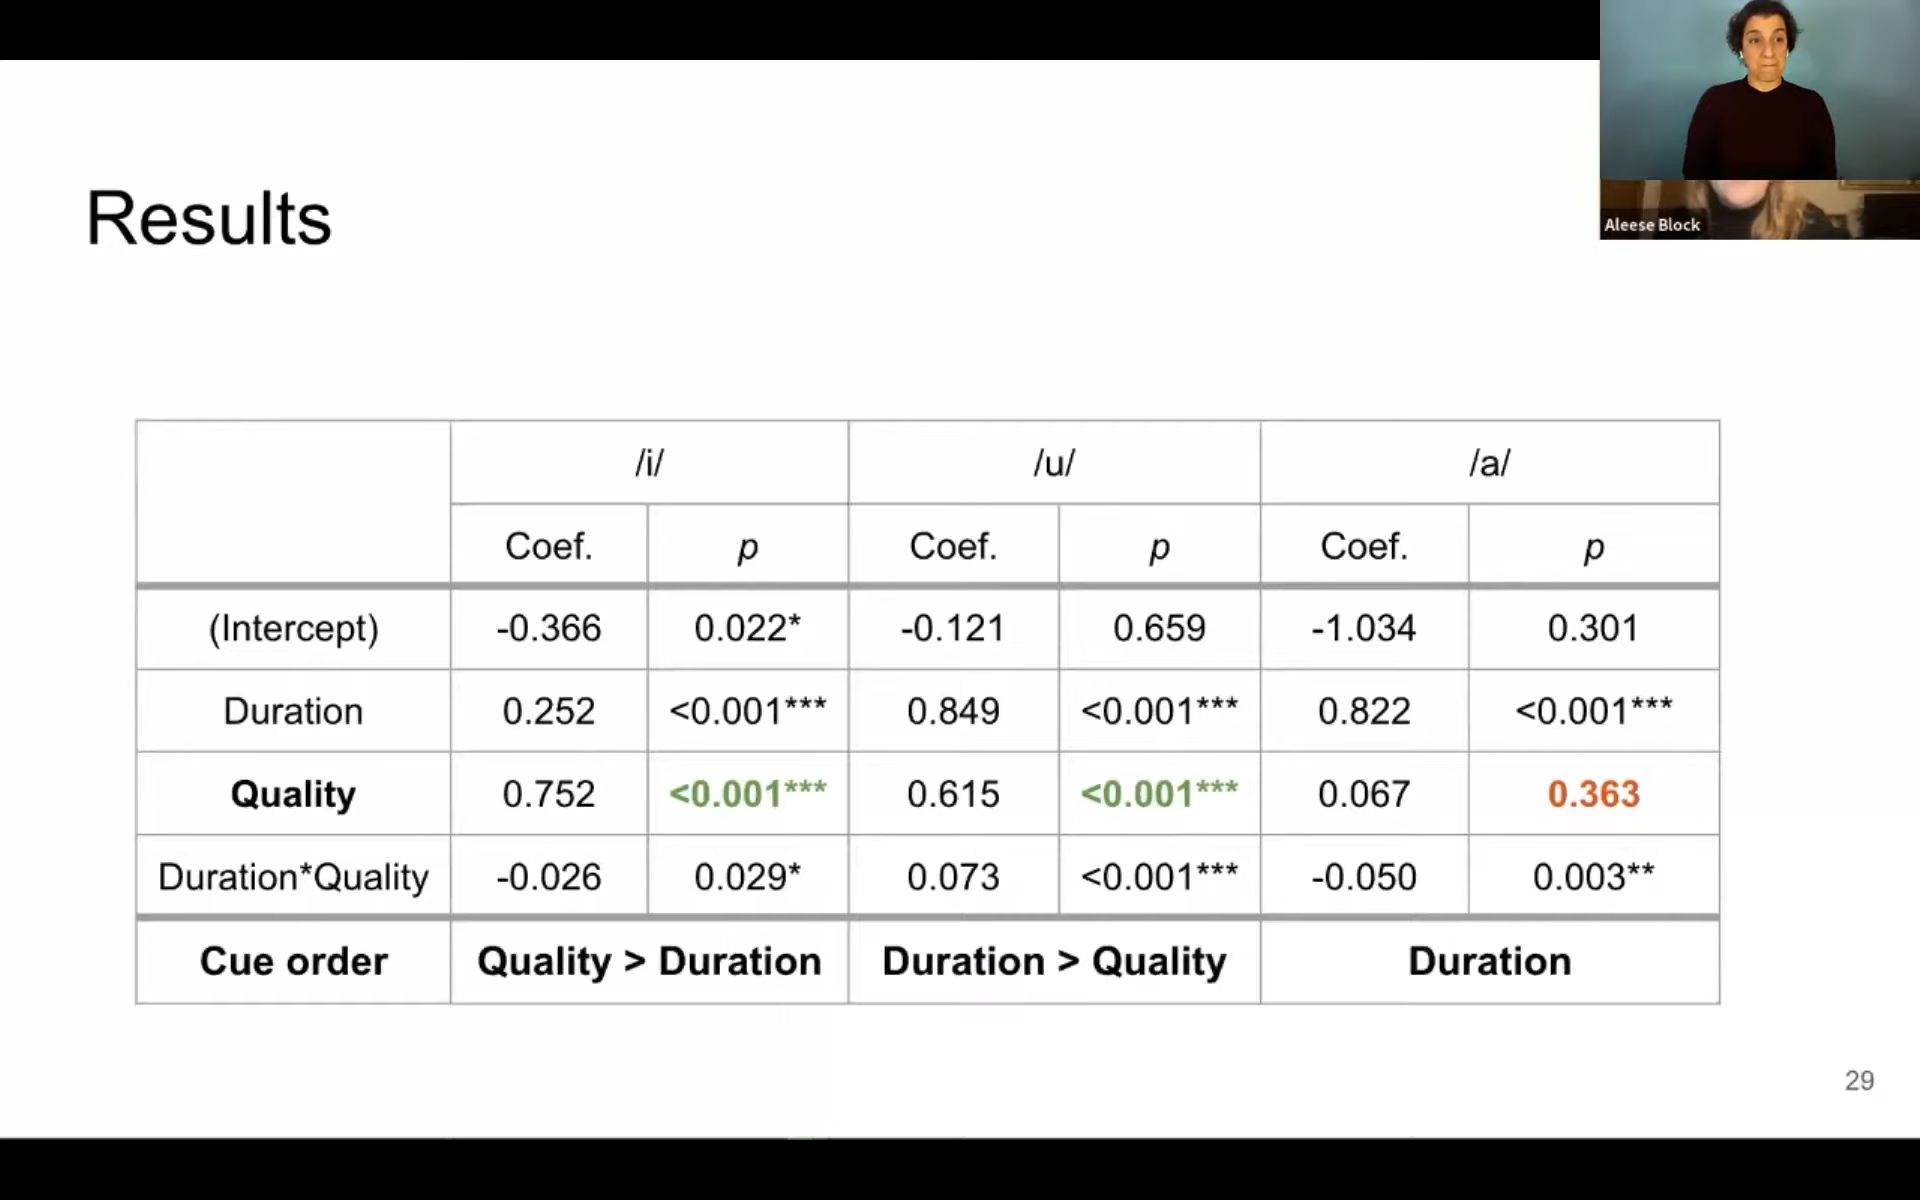 Aleese Block
Results
/i/ /u/ /a/
Coef. p Coef. p Coef. p
(Intercept) -0.366 0.022* -0.121 0.659 -1.034 0.301
Duration 0.252 <0.001*** 0.849 <0.001*** 0.822 <0.001***
Quality 0.752 <0.001*** 0.615 <0.001*** 0.067 0.363
Duration*Quality -0.026 0.029* 0.073 <0.001*** -0.050 0.003**
Cue order Quality > Duration Duration > Quality Duration
29